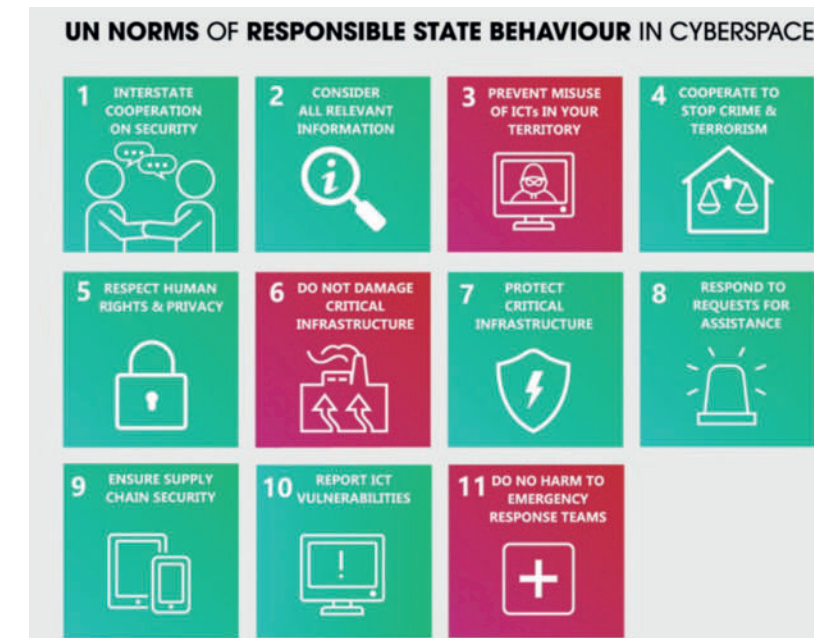 UN NORMS OF RESPONSIBLE STATE BEHAVIOUR IN CYBERSPACE
1 INTERSTATE
COOPERATION
ON SECURITY
2 CONSIDER
ALL RELEVANT
INFORMATION
3 PREVENT MISUSE
OF ICTs IN YOUR
TERRITORY
4 COOPERATE TO
STOP CRIME &
TERRORISM
5 RESPECT HUMAN
RIGHTS & PRIVACY
6 DO NOT DAMAGE
CRITICAL
INFRASTRUCTURE
7 PROTECT
CRITICAL
INFRASTRUCTURE
8 RESPOND TO
REQUESTS FOR
ASSISTANCE
9 ENSURE SUPPLY
CHAIN SECURITY
10 REPORT ICT
VULNERABILITIES
11 DO NO HARM TO
EMERGENCY
RESPONSE TEAMS